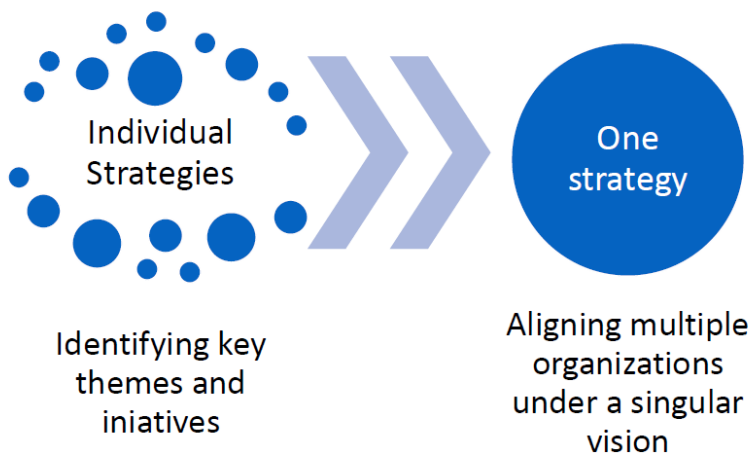 Individual
Strategies
One
strategy
Identifying key
themes and
iniatives
Aligning multiple
organizations
under a singular
vision